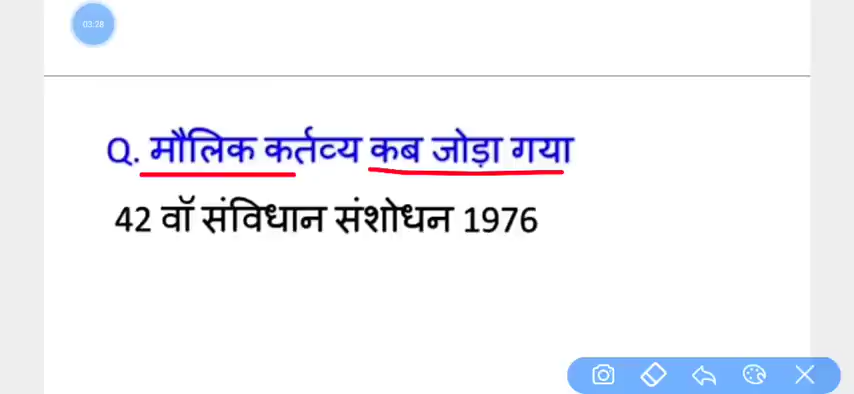 03:28
Q. मौलिक कर्तव्य कब जोड़ा गया
42 वॉ संविधान संशोधन 1976